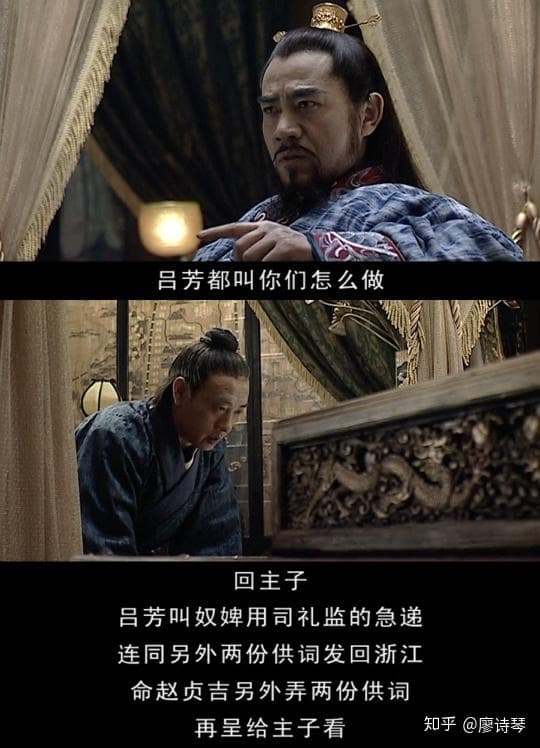 吕芳都叫你们怎么做
回主子
吕芳叫奴婢用司礼监的急递
连同另外两份供词发回浙江
命赵贞吉另外弄两份供词
再呈给主子看
知乎 @廖诗琴